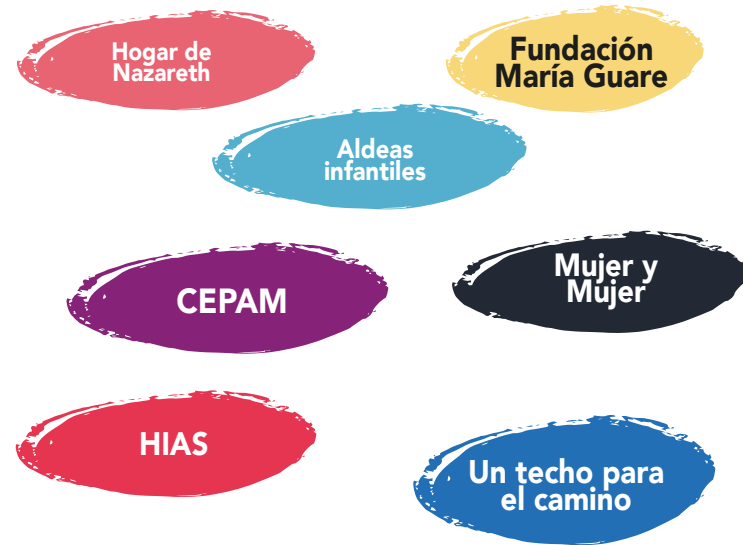 Hogar de
Nazareth
Fundación
María Guare
Aldeas
infantiles
CEPAM
Mujer y
Mujer
HIAS
Un techo para
el camino